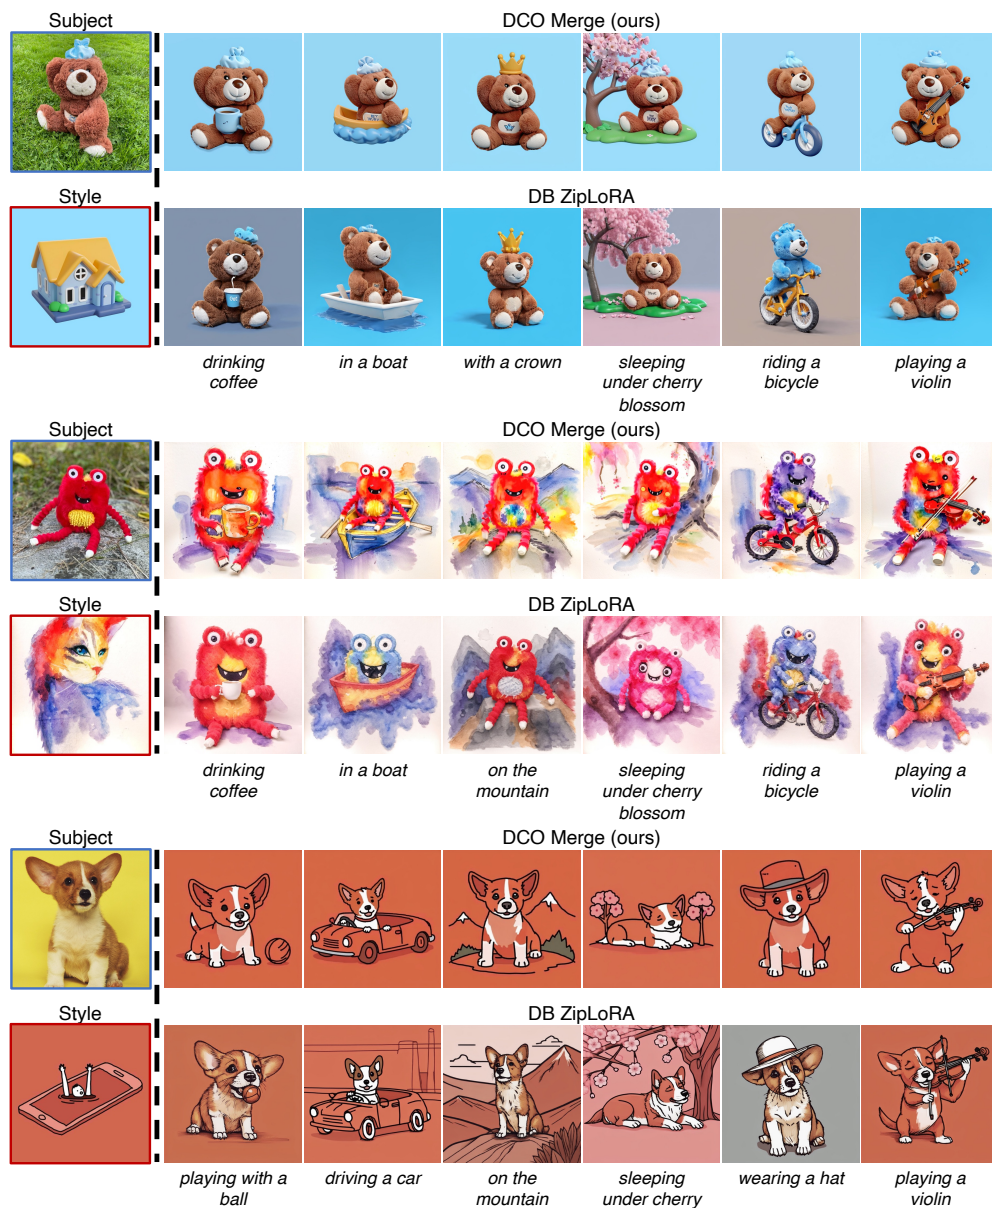 Subject
DCO Merge (ours)
Style
DB ZipLoRA
drinking
coffee
in a boat
with a crown
sleeping
under cherry
blossom
riding a
bicycle
playing a
violin
Subject
DCO Merge (ours)
Style
DB ZipLoRA
drinking
coffee
in a boat
on the
mountain
sleeping
under cherry
blossom
riding a
bicycle
playing a
violin
Subject
DCO Merge (ours)
Style
DB ZipLoRA
playing with a
ball
driving a car
on the
mountain
sleeping
under cherry
wearing a hat
playing a
violin